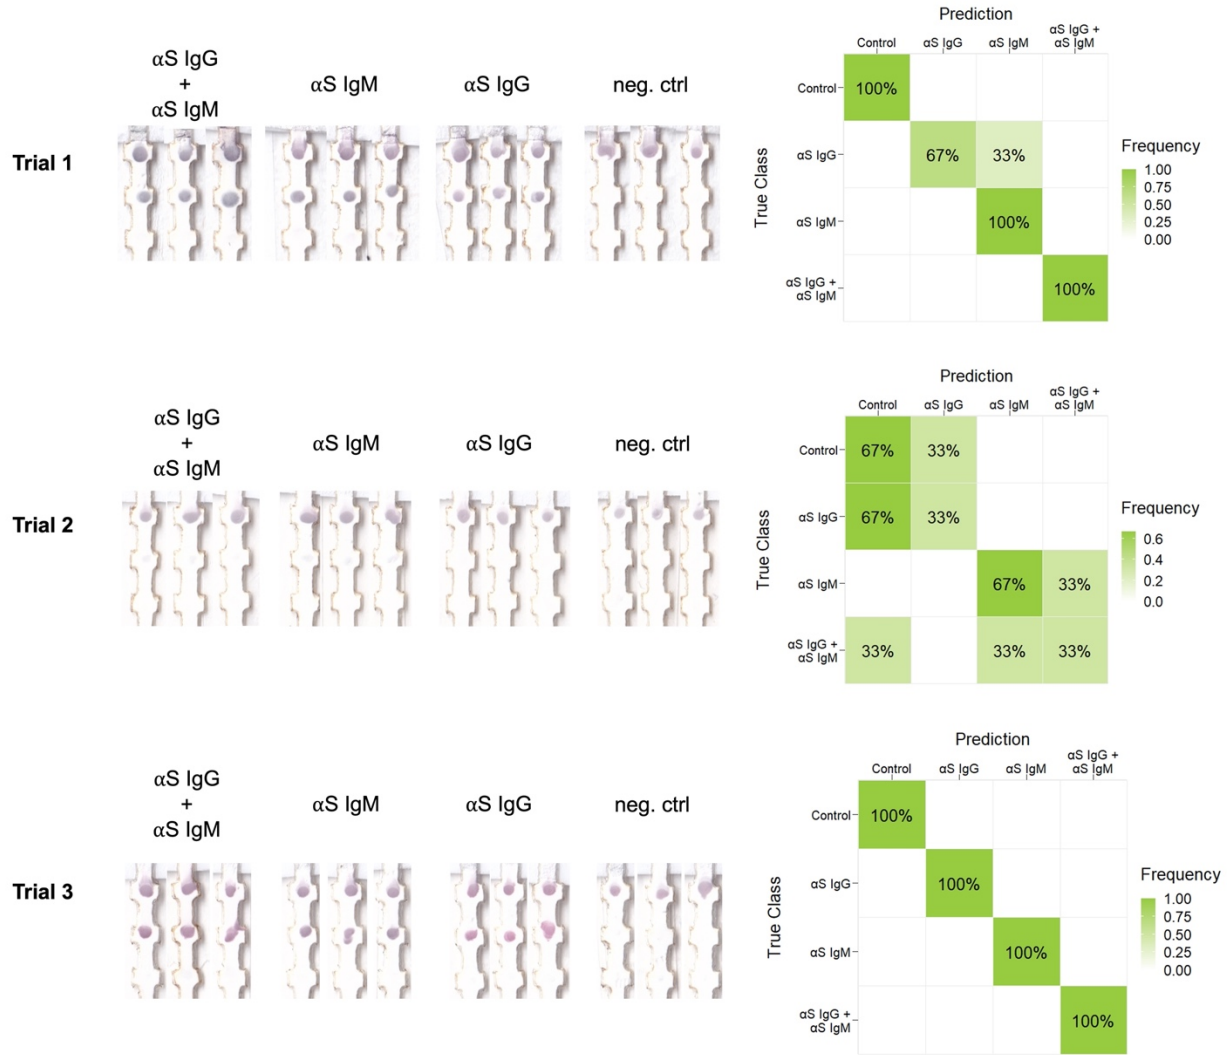 Prediction
αS IgG
+
αS IgM
αS IgM
αS IgG
neg. ctrl
Control
αS IgG
αS IgM
αS IgG +
αS IgM
Trial 1
True Class
Control
100%
αS IgG
67%
33%
αS IgM
100%
αS IgG +
αS IgM
100%
Frequency
1.00
0.75
0.50
0.25
0.00
Prediction
αS IgG
+
αS IgM
αS IgM
αS IgG
neg. ctrl
Control
αS IgG
αS IgM
αS IgG +
αS IgM
Trial 2
True Class
Control
67%
33%
αS IgG
67%
33%
αS IgM
67%
33%
αS IgG +
αS IgM
33%
33%
33%
Frequency
0.6
0.4
0.2
0.0
Prediction
αS IgG
+
αS IgM
αS IgM
αS IgG
neg. ctrl
Control
αS IgG
αS IgM
αS IgG +
αS IgM
Trial 3
True Class
Control
100%
αS IgG
100%
αS IgM
100%
αS IgG +
αS IgM
100%
Frequency
1.00
0.75
0.50
0.25
0.00